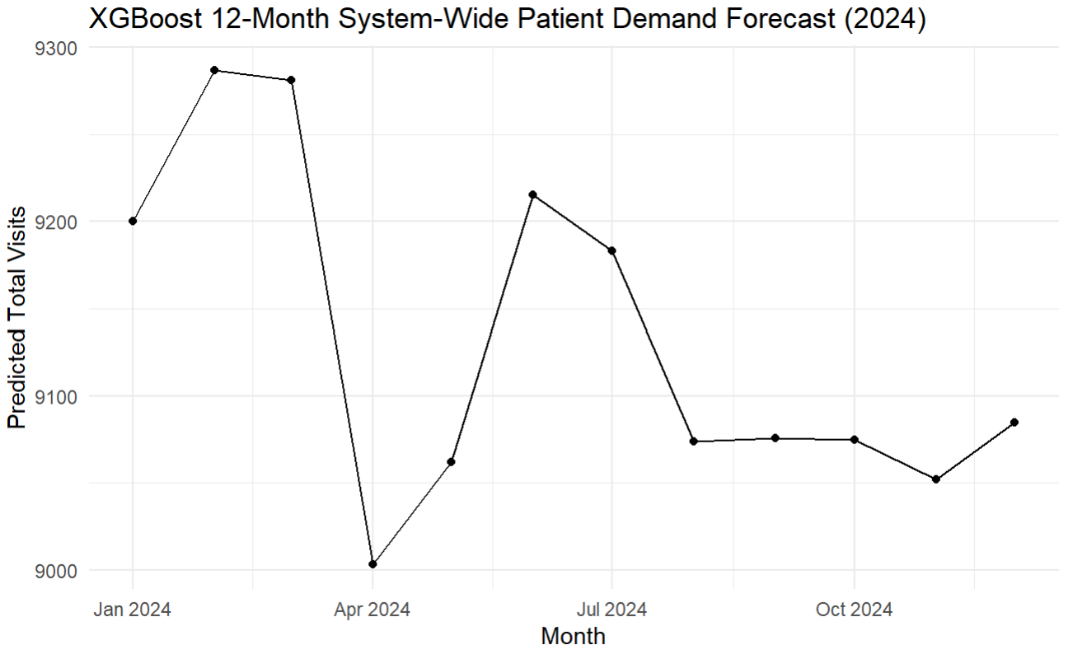 XGBoost 12-Month System-Wide Patient Demand Forecast (2024)
9300
9200
9100
9000
Predicted Total Visits
Jan 2024
Apr 2024
Jul 2024
Oct 2024
Month